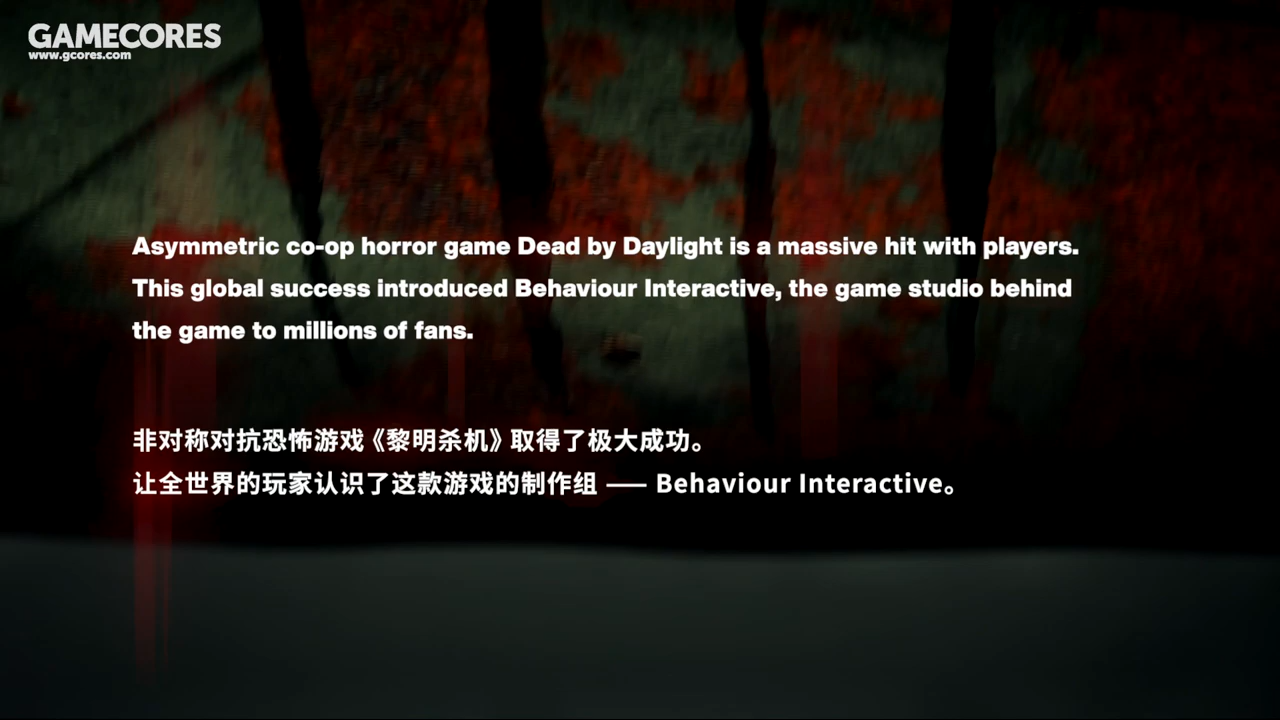 GAMECORES
www.gcores.com
Asymmetric co-op horror game Dead by Daylight is a massive hit with players.
This global success introduced Behaviour Interactive, the game studio behind
the game to millions of fans.
非对称对抗恐怖游戏《黎明杀机》取得了极大成功。
让全世界的玩家认识了这款游戏的制作组 —— Behaviour Interactive。